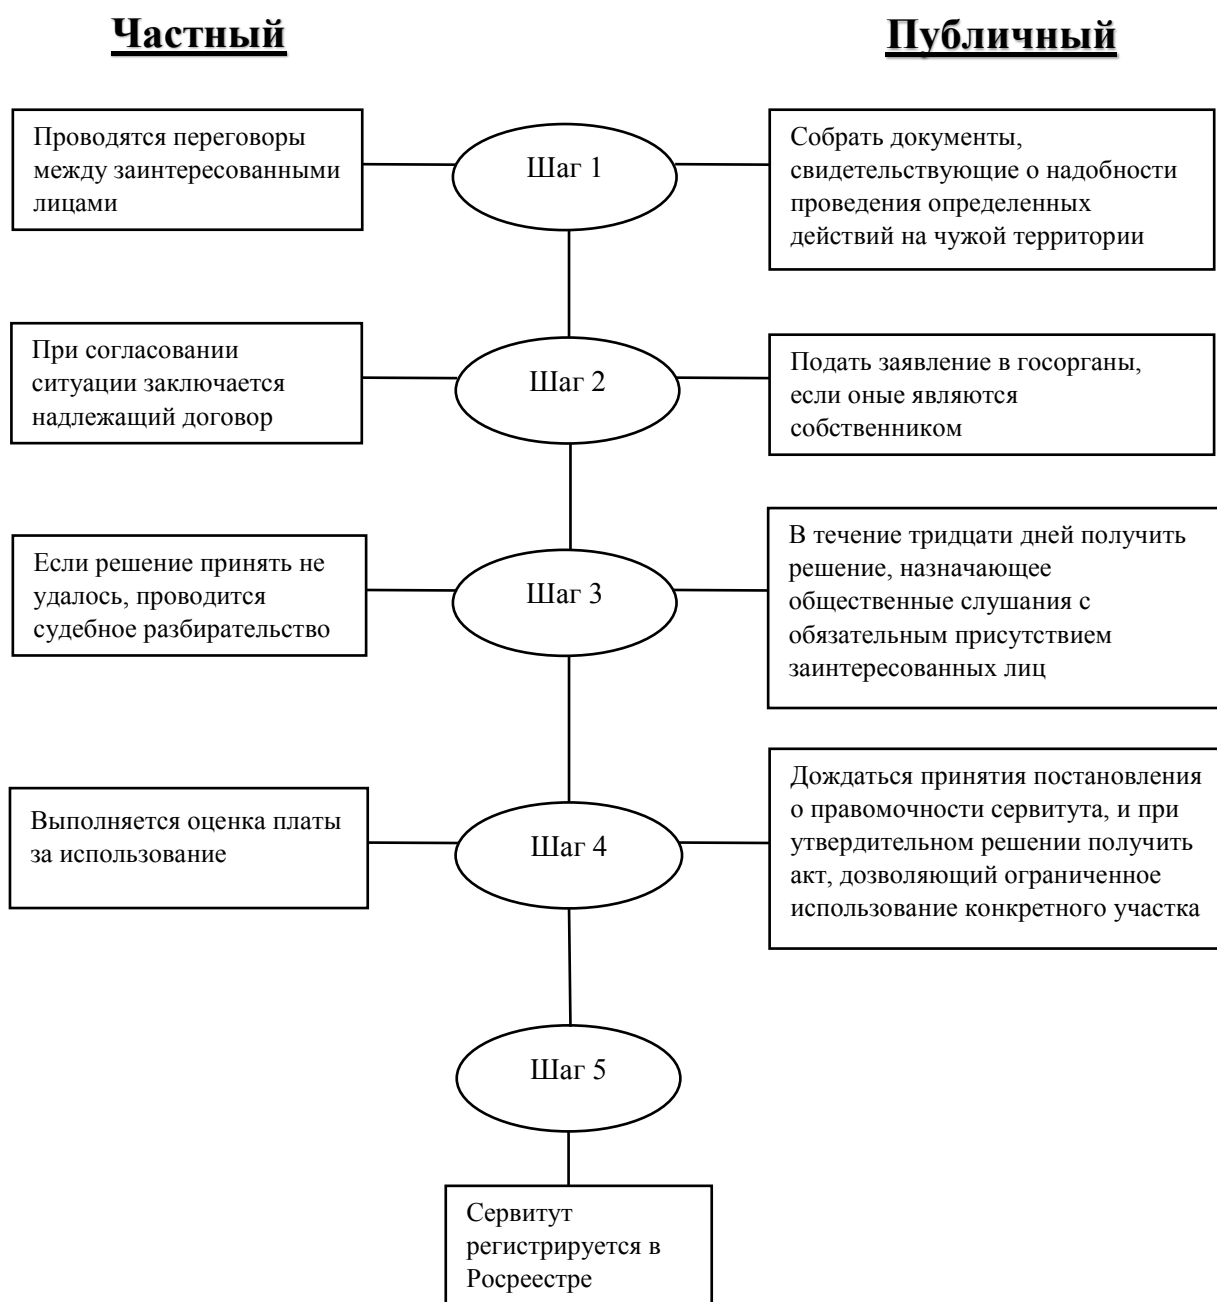 Частный
Публичный
Проводятся переговоры
между заинтересованными
лицами
Шаг 1
Собрать документы,
свидетельствующие о надобности
проведения определенных
действий на чужой территории
При согласовании
ситуации заключается
надлежащий договор
Шаг 2
Подать заявление в госорганы,
если оные являются
собственником
Если решение принять не
удалось, проводится
судебное разбирательство
Шаг 3
В течение тридцати дней получить
решение, назначающее
общественные слушания с
обязательным присутствием
заинтересованных лиц
Выполняется оценка платы
за использование
Шаг 4
Дождаться принятия постановления
о правомочности сервитута, и при
утвердительном решении получить
акт, дозволяющий ограниченное
использование конкретного участка
Шаг 5
Сервитут
регистрируется в
Росреестре